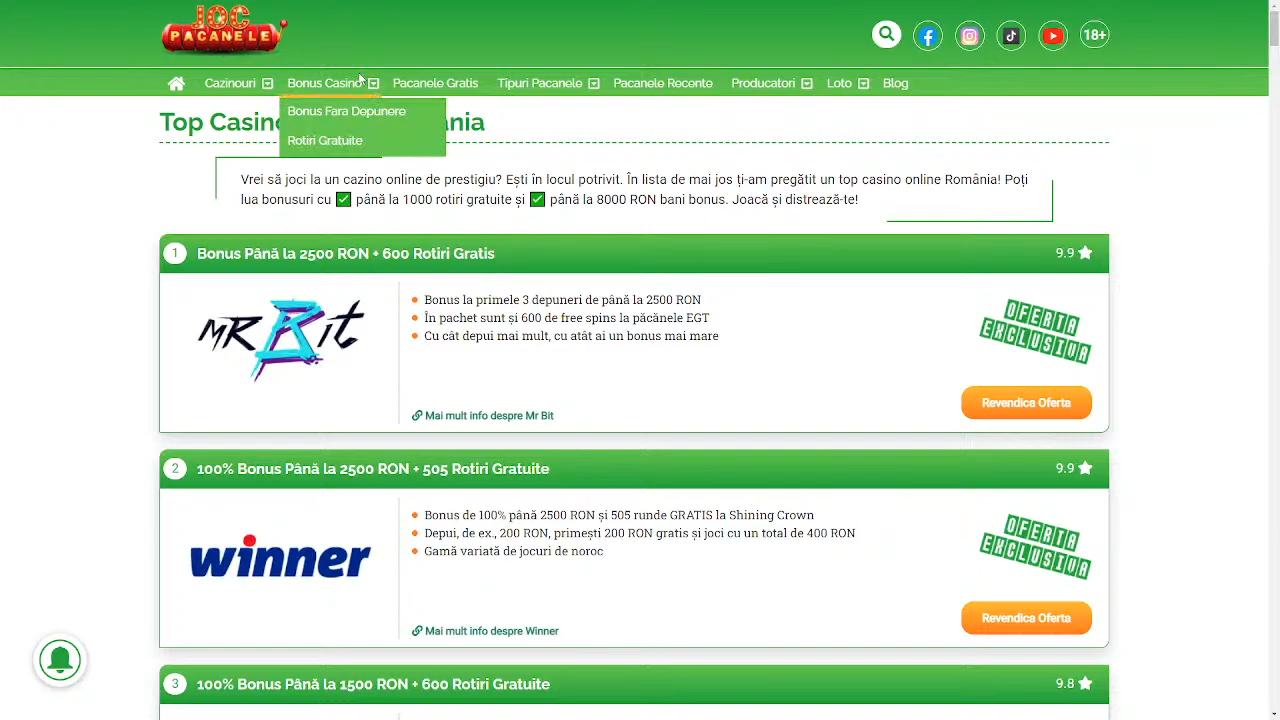 JOC
PACANELE
18+
Cazinouri
Bonus Casino
Pacanele Gratis
Tipuri Pacanele
Pacanele Recente
Producatori
Loto
Blog
Bonus Fara Depunere
Rotiri Gratuite
Top Casino
nia
Vrei să joci la un cazino online de prestigiu? Ești în locul potrivit. În lista de mai jos ți-am pregătit un top casino online România! Poți
lua bonusuri cu ✅ până la 1000 rotiri gratuite și ✅ până la 8000 RON bani bonus. Joacă și distrează-te!
1 Bonus Până la 2500 RON + 600 Rotiri Gratis 9.9
MR Bit
Bonus la primele 3 depuneri de până la 2500 RON
În pachet sunt și 600 de free spins la păcănele EGT
Cu cât depui mai mult, cu atât ai un bonus mai mare
OFERTA
EXCLUSIVA
Revendica Oferta
Mai mult info despre Mr Bit
2 100% Bonus Până la 2500 RON + 505 Rotiri Gratuite 9.9
winner
Bonus de 100% până 2500 RON și 505 runde GRATIS la Shining Crown
Depui, de ex., 200 RON, primești 200 RON gratis și joci cu un total de 400 RON
Gamă variată de jocuri de noroc
OFERTA
EXCLUSIVA
Revendica Oferta
Mai mult info despre Winner
3 100% Bonus Până la 1500 RON + 600 Rotiri Gratuite 9.8